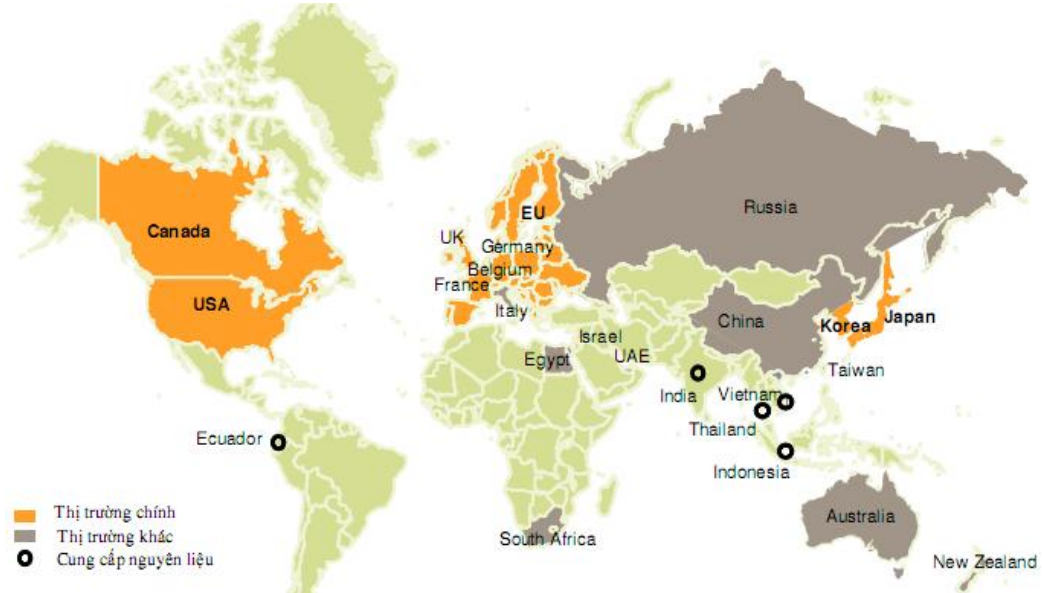 Canada
USA
Ecuador
UK
EU
Germany
Belgium
France
Italy
Israel
Egypt
UAE
South Africa
Russia
China
Korea
Japan
Taiwan
India
Vietnam
Thailand
Indonesia
Australia
New Zealand
Thị trường chính
Thị trường khác
Cung cấp nguyên liệu